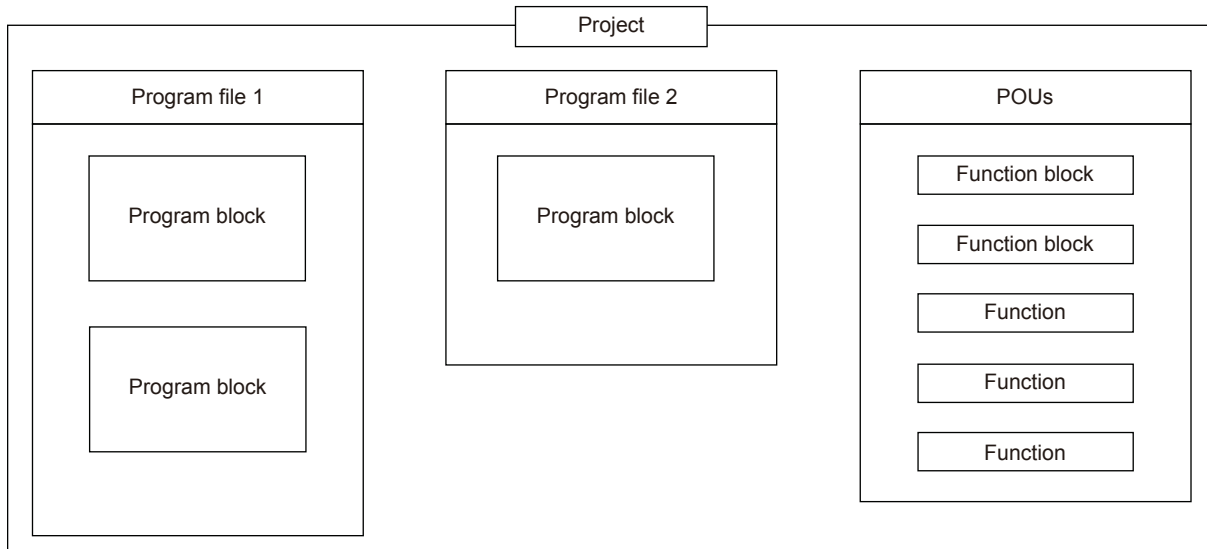 Project
Program file 1
Program block
Program block
Program file 2
Program block
POUs
Function block
Function block
Function
Function
Function